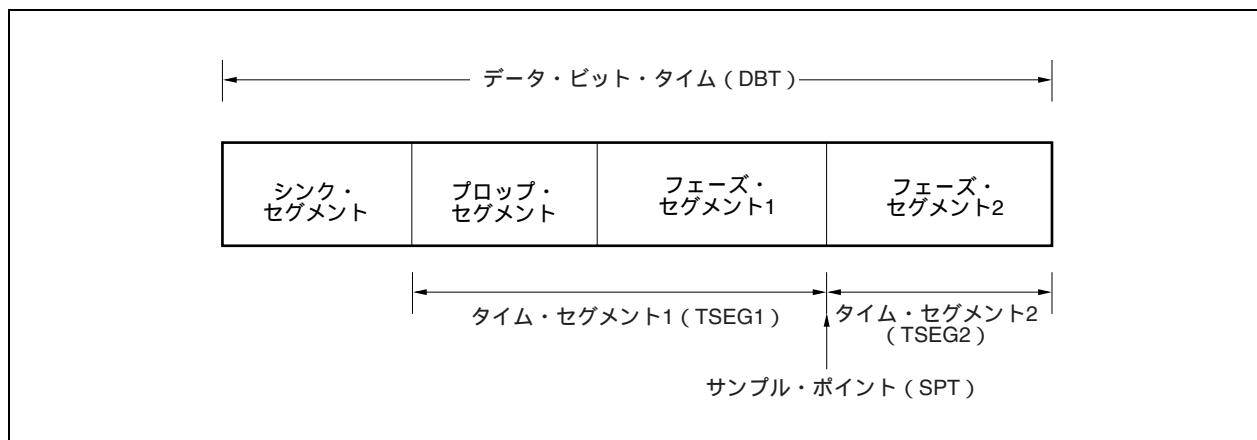 データ・ビット・タイム（DBT）
シンク・
セグメント
プロップ・
セグメント
フェーズ・
セグメント1
フェーズ・
セグメント2
タイム・セグメント1（TSEG1）
タイム・セグメント2
（TSEG2）
サンプル・ポイント（SPT）